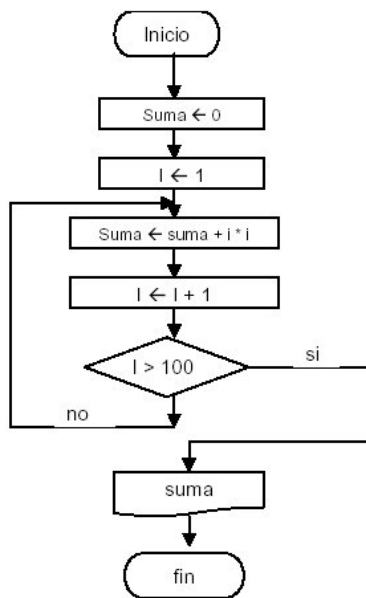 Inicio
Suma ← 0
I ← 1
Suma ← suma + i * i
I ← I + 1
I > 100
si
no
suma
fin